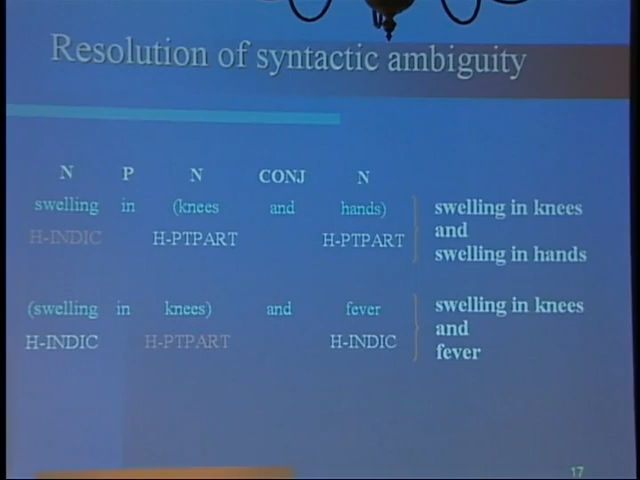 Resolution of syntactic ambiguity
N P N CONJ N
swelling in (knees and hands)
H-INDIC H-PTPART H-PTPART
swelling in knees
and
swelling in hands
(swelling in knees) and fever
H-INDIC H-PTPART H-INDIC
swelling in knees
and
fever
17